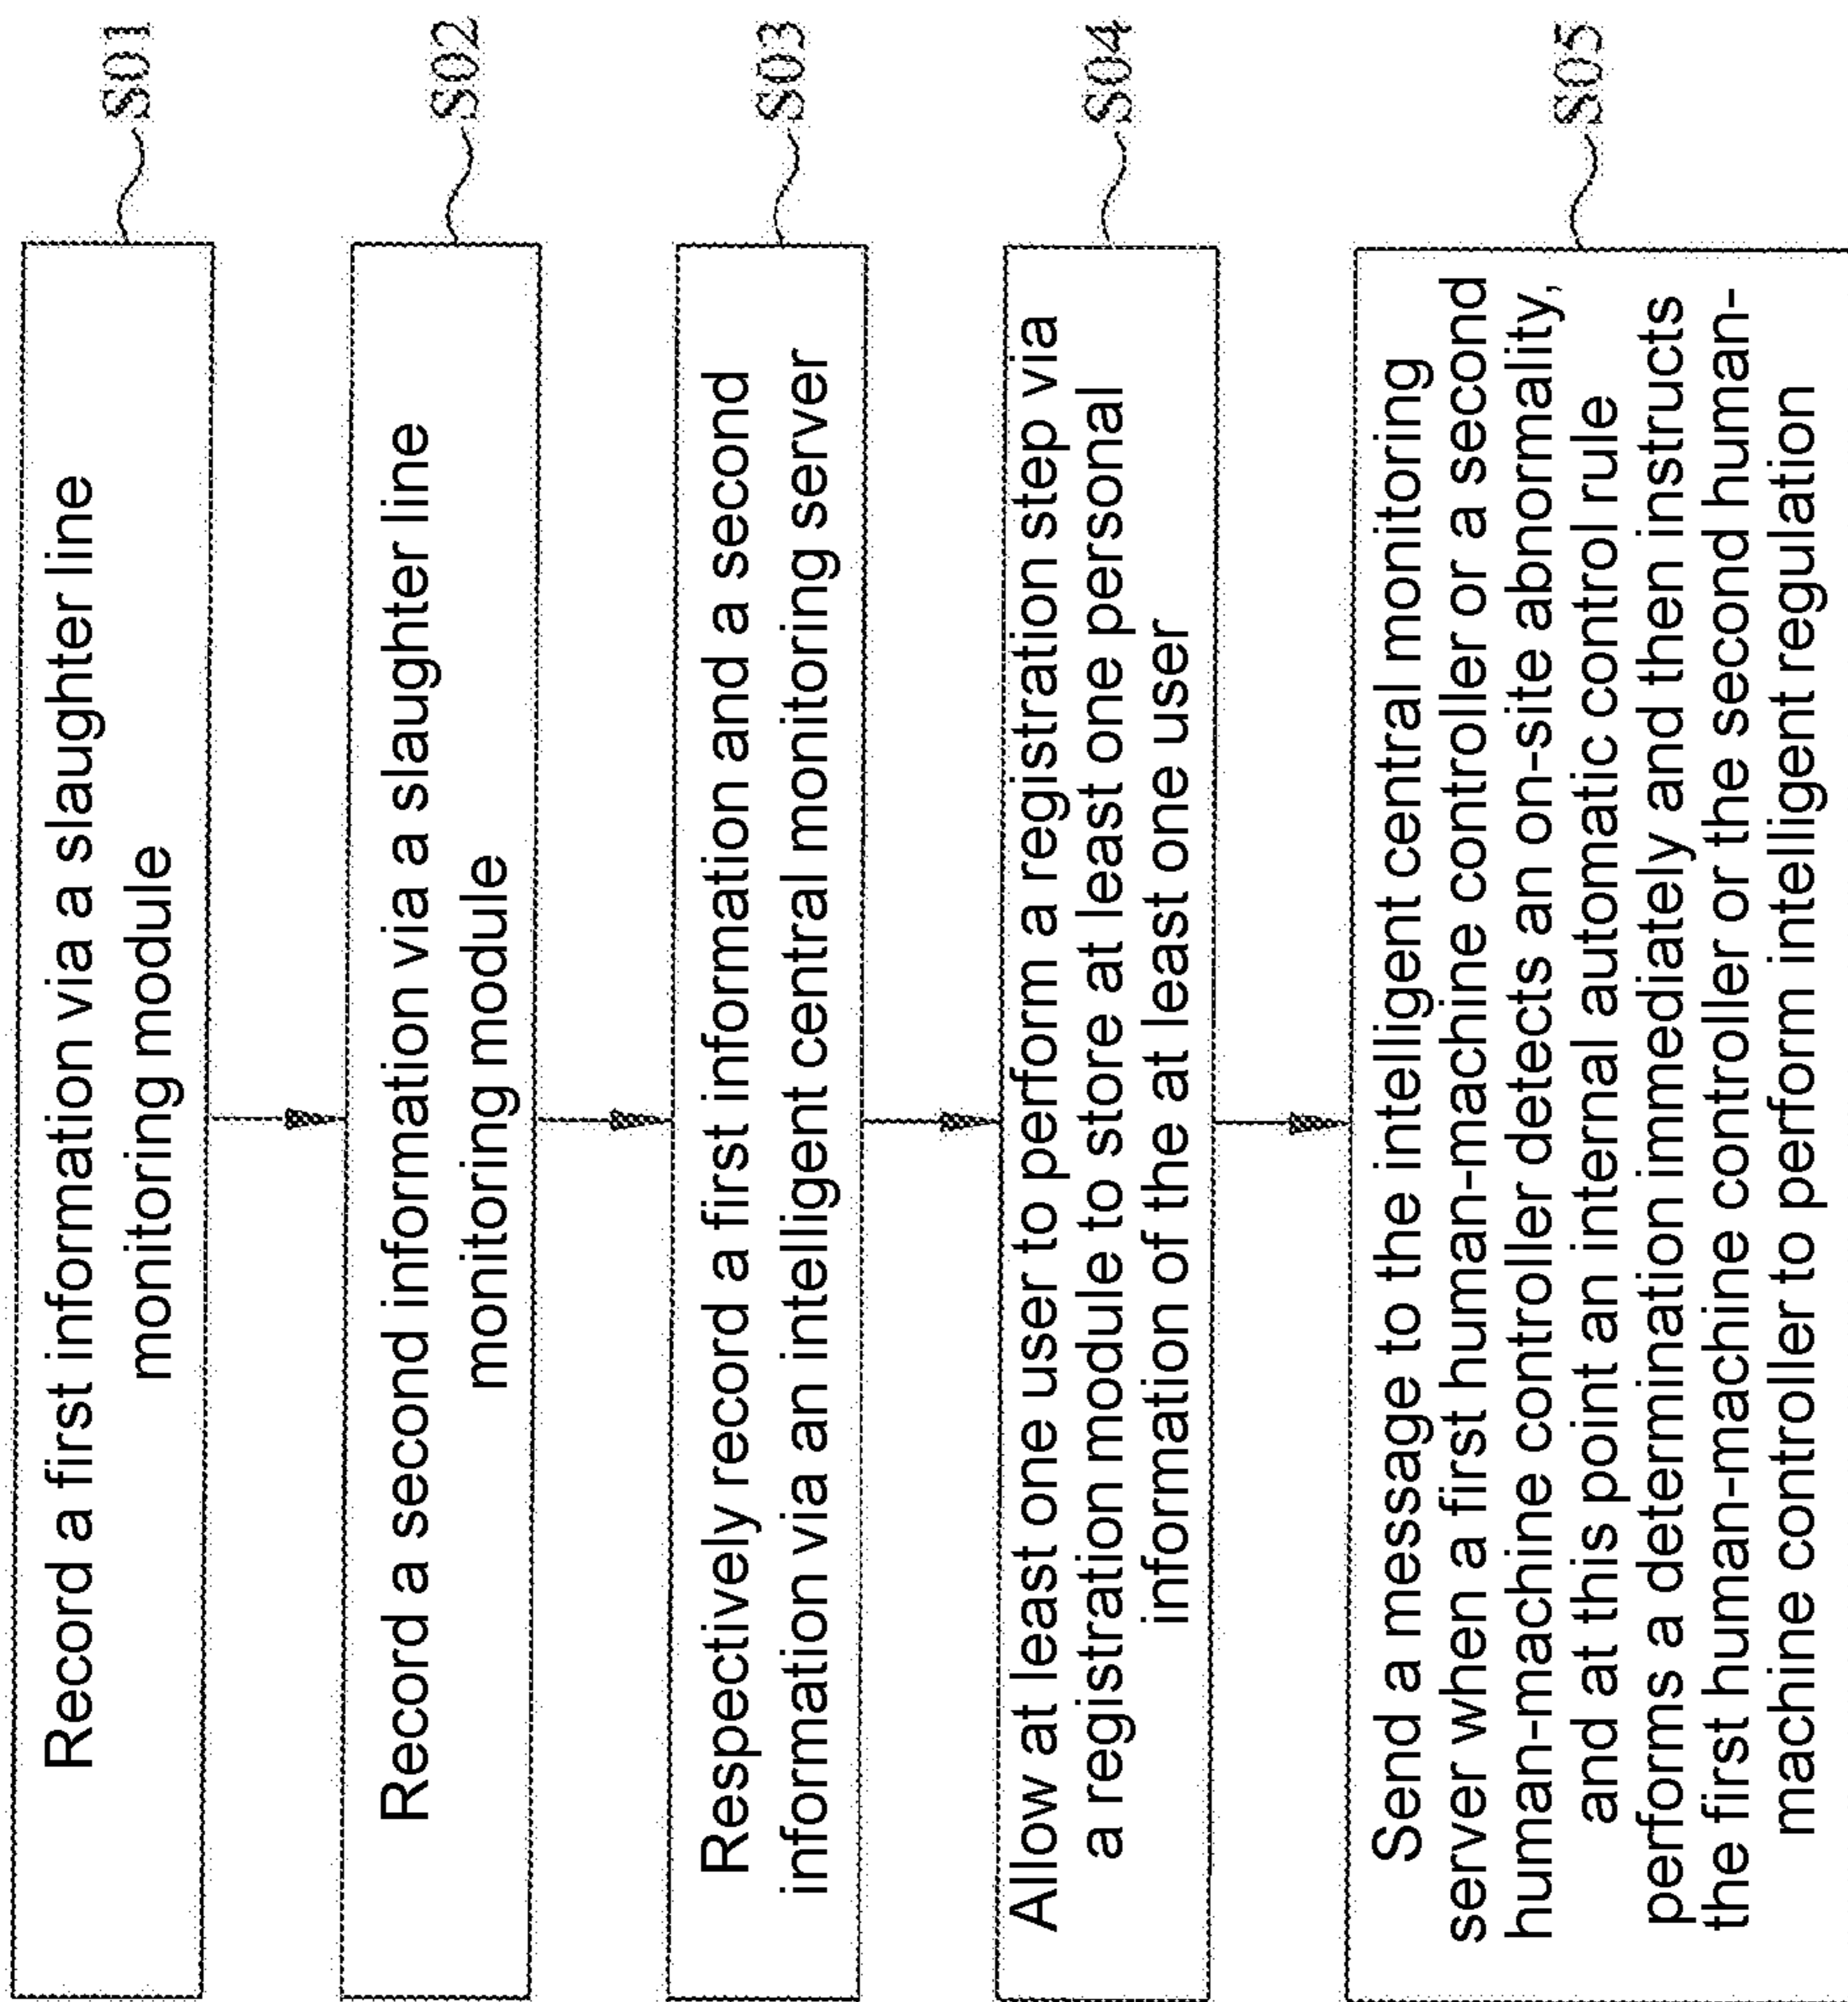 Record a first information via a slaughter line
monitoring module
S01
Record a second information via a slaughter line
monitoring module
S02
Respectively record a first information and a second
information via an intelligent central monitoring server
S03
Allow at least one user to perform a registration step via
a registration module to store at least one personal
information of the at least one user
S04
Send a message to the intelligent central monitoring
server when a first human-machine controller or a second
human-machine controller detects an on-site abnormality,
and at this point an internal automatic control rule
performs a determination immediately and then instructs
the first human-machine controller or the second human-
machine controller to perform intelligent regulation
S05